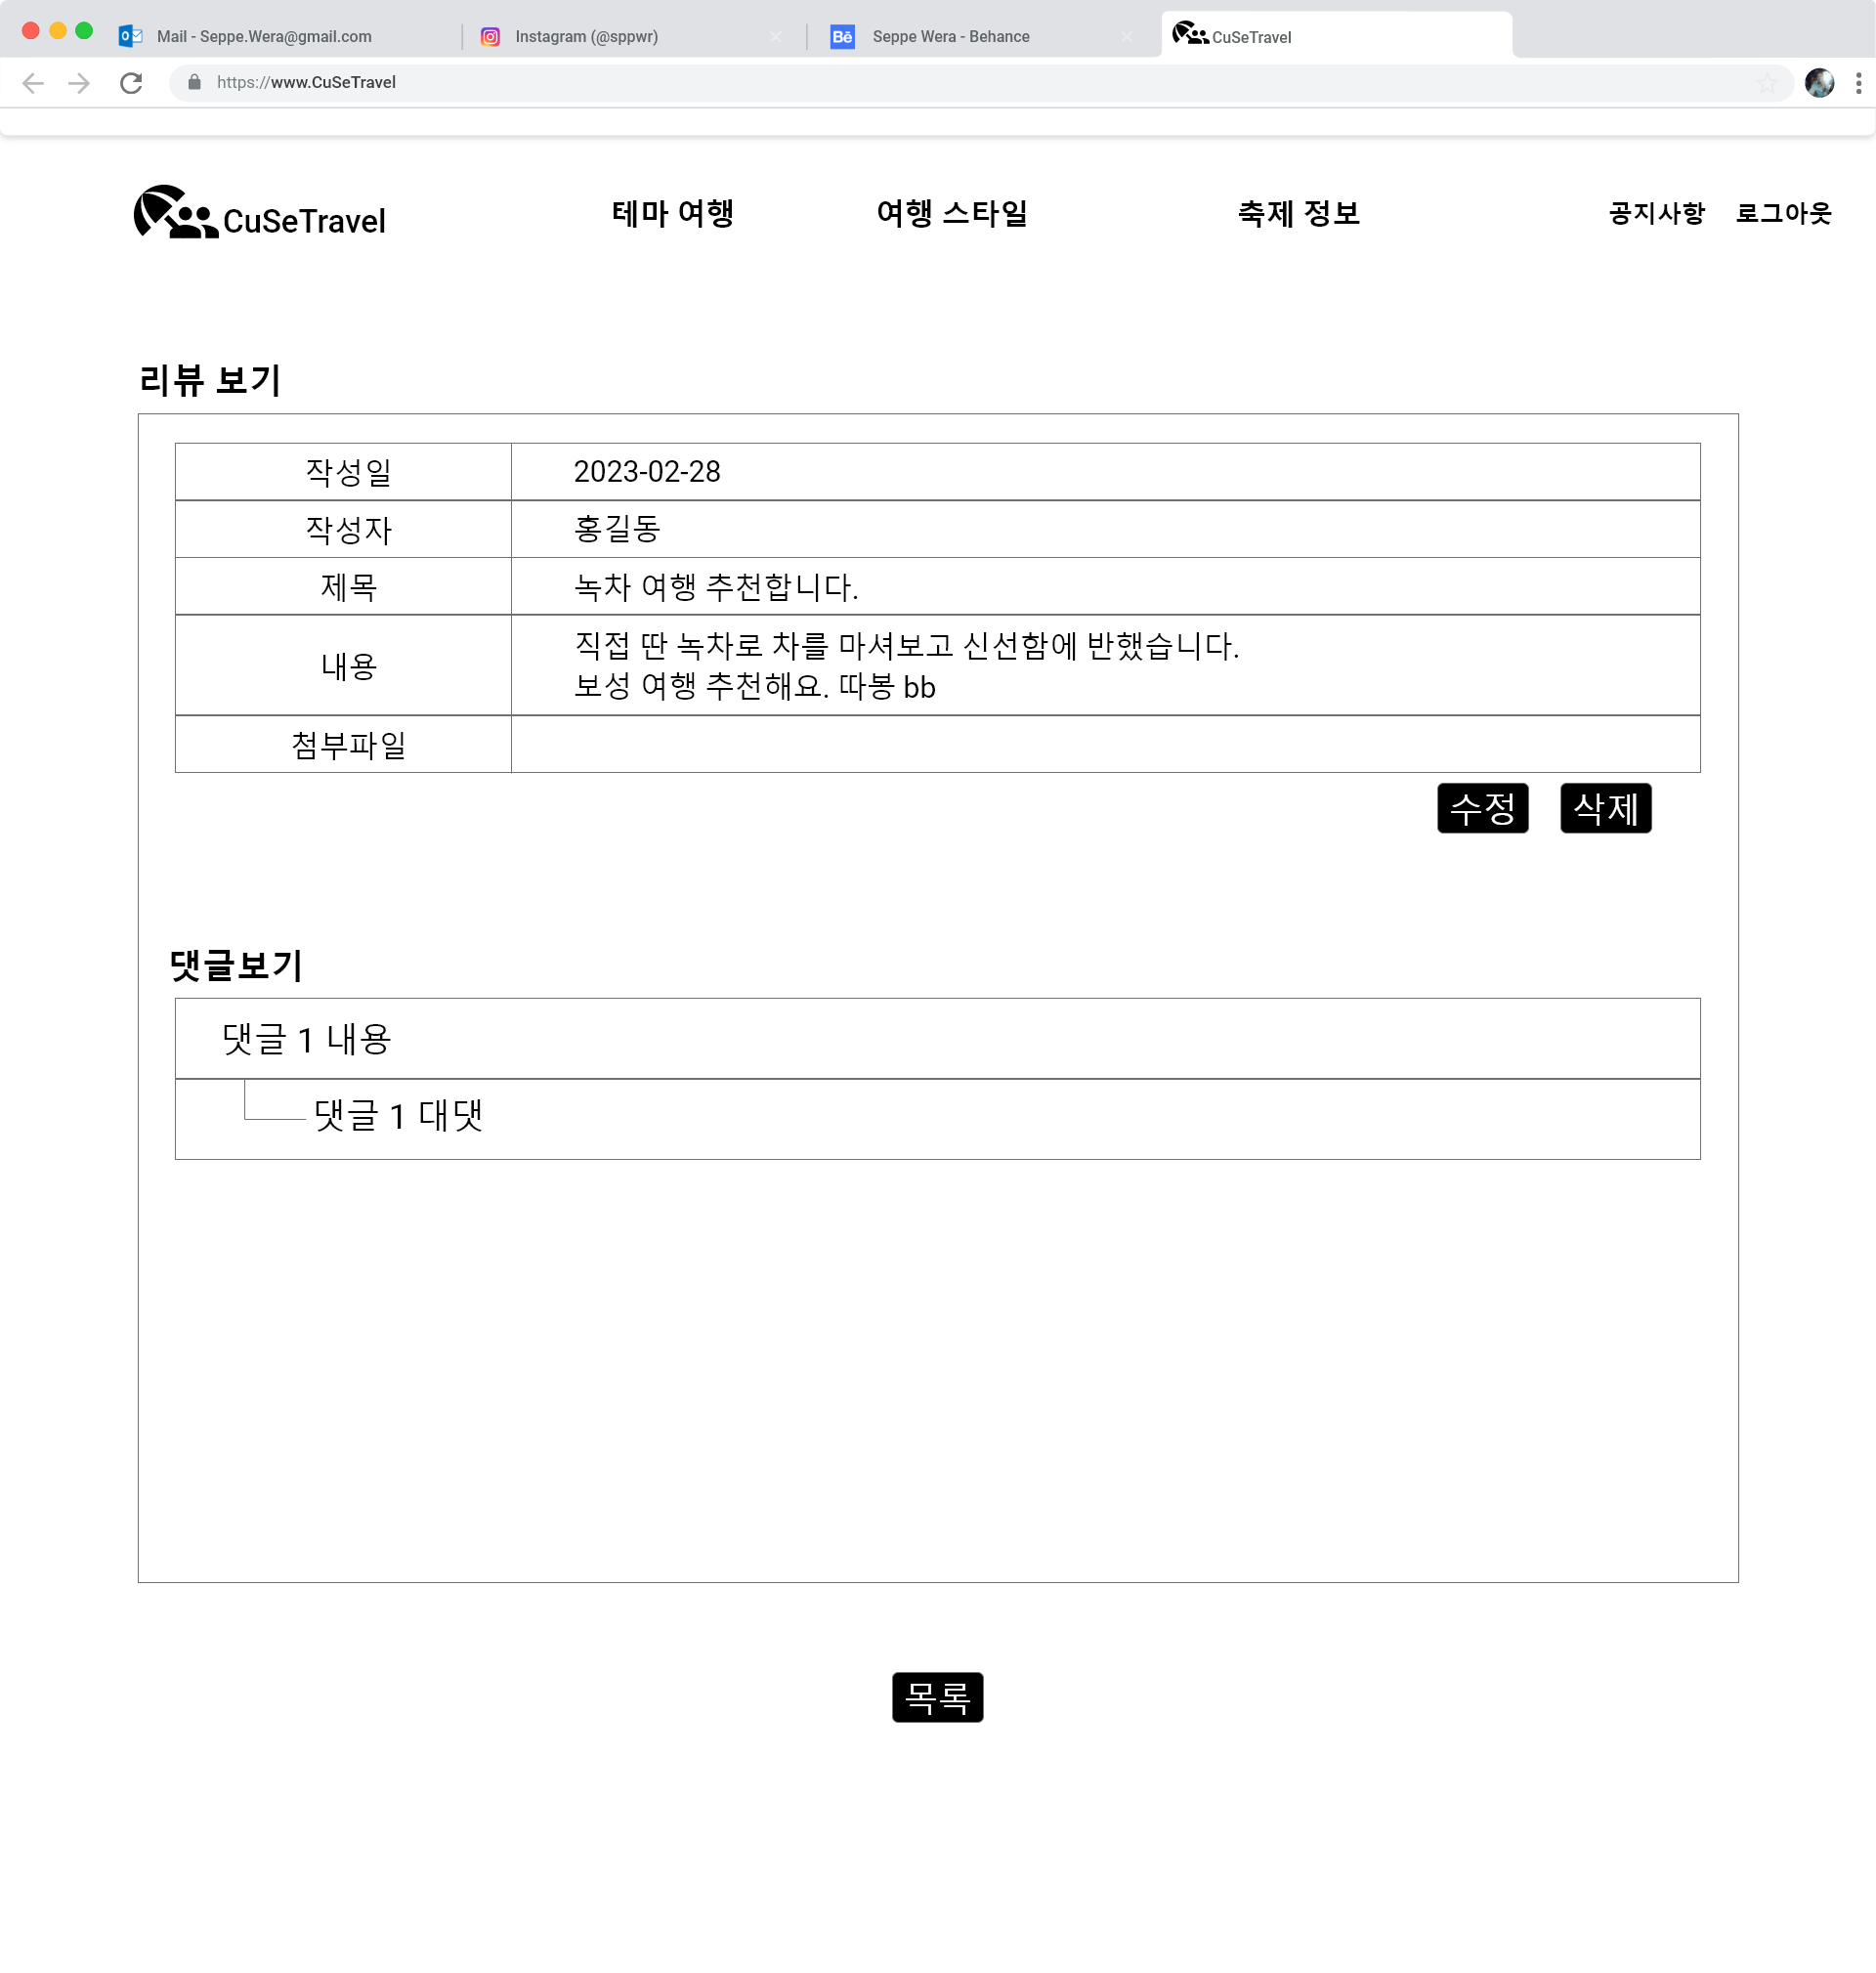 Mail - Seppe.Wera@gmail.com
Instagram (@sppwr)
Bē
Seppe Wera - Behance
CuSeTravel
https://www.CuSeTravel
CuSeTravel
테마 여행
여행 스타일
축제 정보
공지사항
로그아웃
리뷰 보기
작성일 2023-02-28
작성자 홍길동
제목 녹차 여행 추천합니다.
내용 직접 딴 녹차로 차를 마셔보고 신선함에 반했습니다.
보성 여행 추천해요. 따봉 bb
첨부파일
수정
삭제
댓글보기
댓글 1 내용
댓글 1 대댓
목록